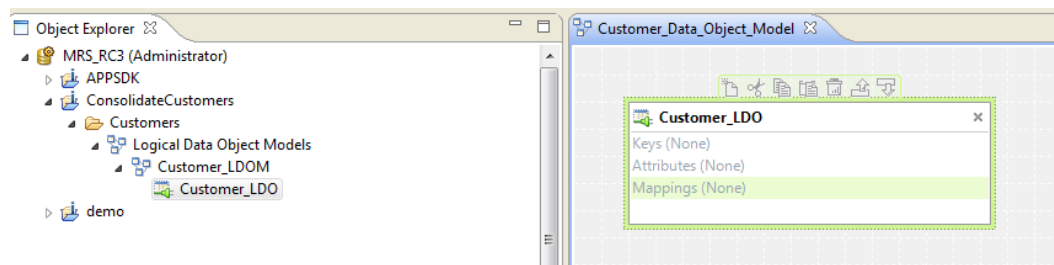 Object Explorer
MRS_RC3 (Administrator)
APPSDK
ConsolidateCustomers
Customers
Logical Data Object Models
Customer_LDOM
Customer_LDO
demo
Customer_Data_Object_Model
Customer_LDO
Keys (None)
Attributes (None)
Mappings (None)